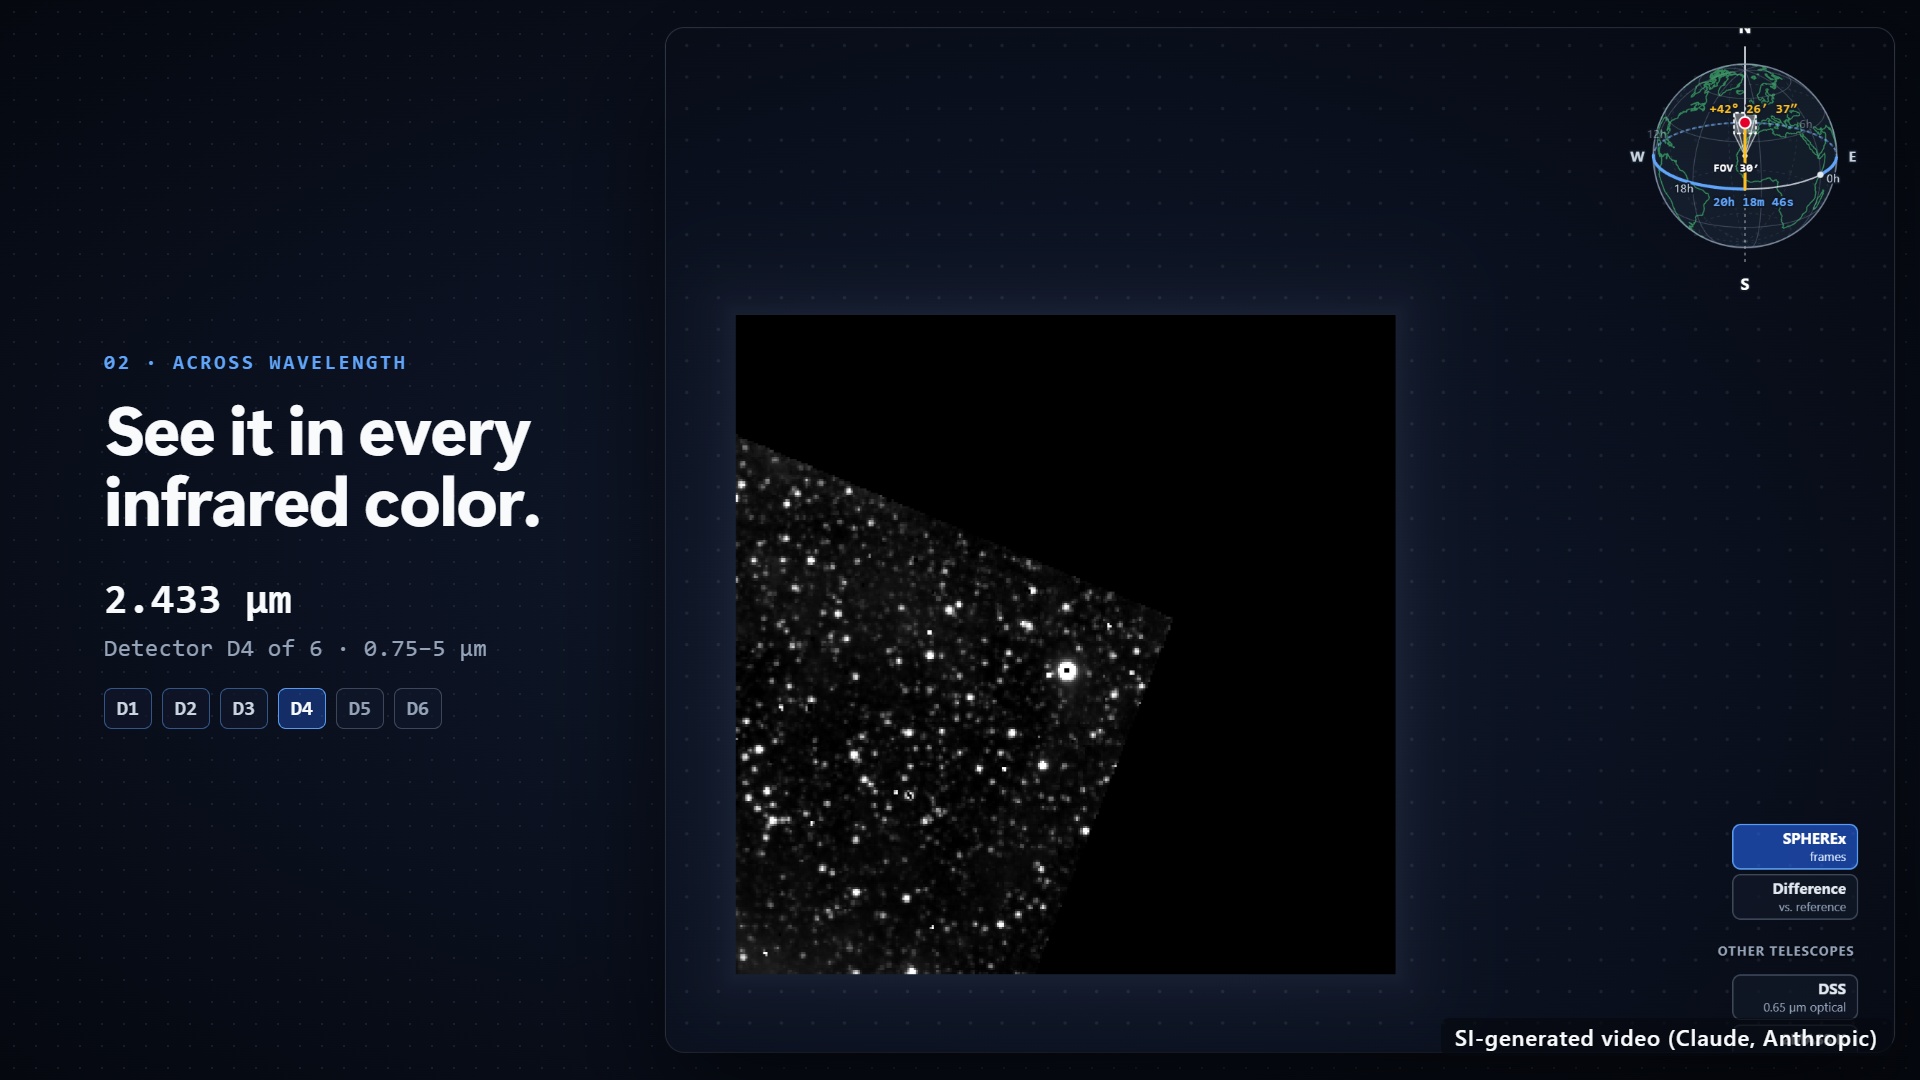 02 · ACROSS WAVELENGTH
See it in every
infrared color.
2.433 µm
Detector D4 of 6 · 0.75–5 µm
D1 D2 D3 D4 D5 D6
N
+42° 26′ 37″
12h
6h
W
E
FOV 30′
18h
0h
20h 18m 46s
S
SPHEREx
frames
Difference
vs. reference
OTHER TELESCOPES
DSS
0.65 µm optical
SI-generated video (Claude, Anthropic)